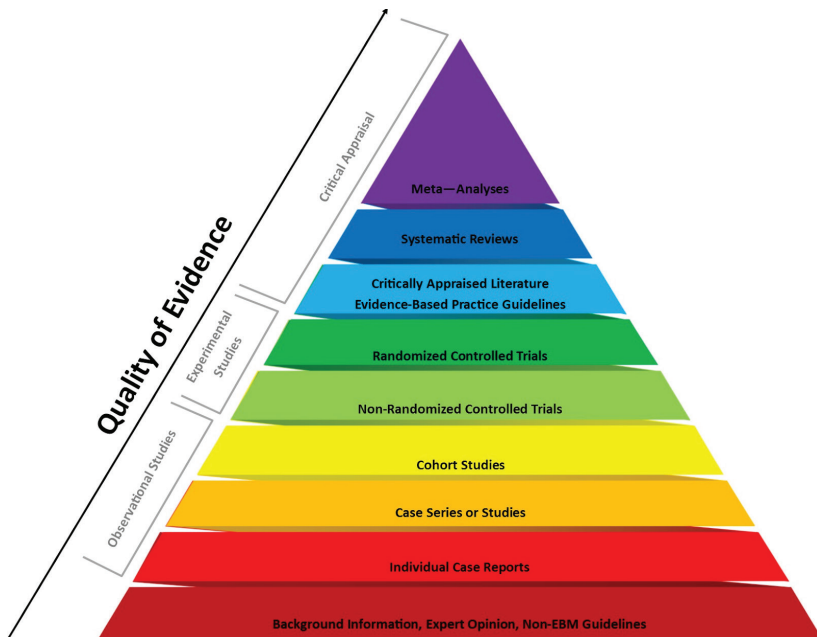 Quality of Evidence
Critical Appraisal
Experimental
Studies
Observational Studies
Meta—Analyses
Systematic Reviews
Critically Appraised Literature
Evidence-Based Practice Guidelines
Randomized Controlled Trials
Non-Randomized Controlled Trials
Cohort Studies
Case Series or Studies
Individual Case Reports
Background Information, Expert Opinion, Non-EBM Guidelines